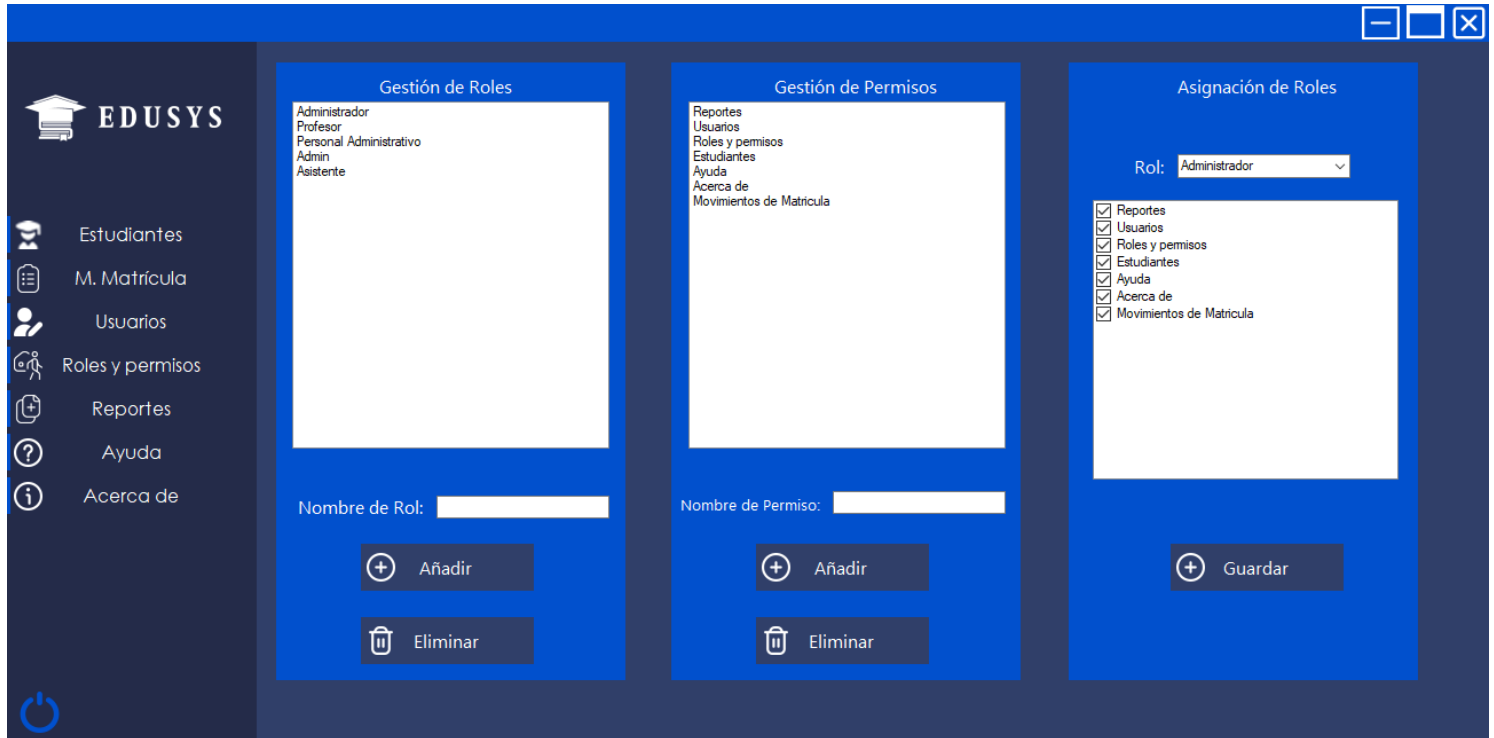 EDUSYS
Estudiantes
M. Matrícula
Usuarios
Roles y permisos
Reportes
Ayuda
Acerca de
Gestión de Roles
Administrador
Profesor
Personal Administrativo
Admin
Asistente
Nombre de Rol:
Añadir
Eliminar
Gestión de Permisos
Reportes
Usuarios
Roles y permisos
Estudiantes
Ayuda
Acerca de
Movimientos de Matricula
Nombre de Permiso:
Añadir
Eliminar
Asignación de Roles
Rol: Administrador
Reportes
Usuarios
Roles y permisos
Estudiantes
Ayuda
Acerca de
Movimientos de Matricula
Guardar